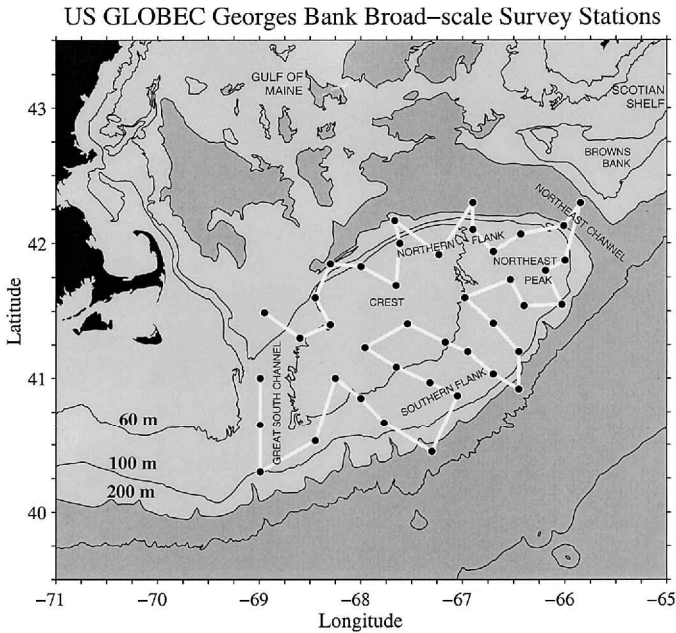 US GLOBEC Georges Bank Broad-scale Survey Stations
GULF OF
MAINE
SCOTIAN
SHELF
BROWNS
BANK
NORTHEAST CHANNEL
NORTHERN FLANK
NORTHEAST
PEAK
CREST
GREAT SOUTH CHANNEL
SOUTHERN FLANK
60 m
100 m
200 m
43
42
41
40
Latitude
−71 −70 −69 −68 −67 −66 −65
Longitude